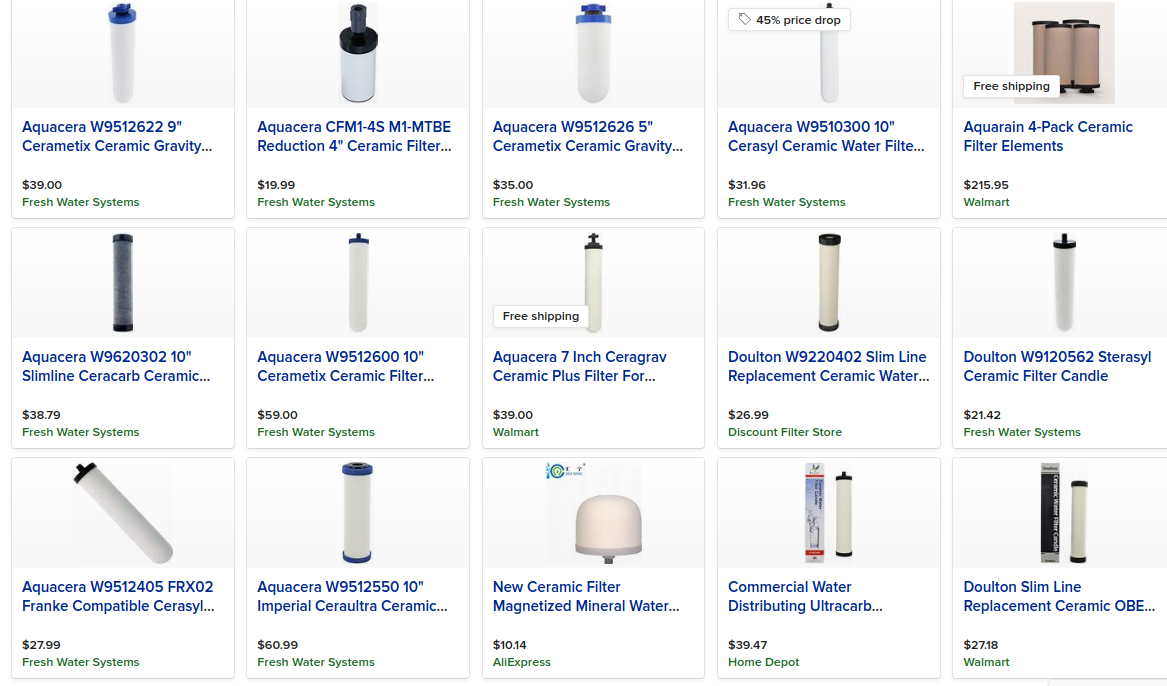 45% price drop
Free shipping
Aquacera W9512622 9"
Cerametix Ceramic Gravity...
$39.00
Fresh Water Systems
Aquacera CFM1-4S M1-MTBE
Reduction 4" Ceramic Filter...
$19.99
Fresh Water Systems
Aquacera W9512626 5"
Cerametix Ceramic Gravity...
$35.00
Fresh Water Systems
Aquacera W9510300 10"
Cerasyl Ceramic Water Filte...
$31.96
Fresh Water Systems
Aquarain 4-Pack Ceramic
Filter Elements
$215.95
Walmart
Free shipping
Aquacera W9620302 10"
Slimline Ceracarb Ceramic...
$38.79
Fresh Water Systems
Aquacera W9512600 10"
Cerametix Ceramic Filter...
$59.00
Fresh Water Systems
Aquacera 7 Inch Ceragrav
Ceramic Plus Filter For...
$39.00
Walmart
Doulton W9220402 Slim Line
Replacement Ceramic Water...
$26.99
Discount Filter Store
Doulton W9120562 Sterasyl
Ceramic Filter Candle
$21.42
Fresh Water Systems
Doulton
Ceramic Water Filter Candle
Aquacera W9512405 FRX02
Franke Compatible Cerasyl...
$27.99
Fresh Water Systems
Aquacera W9512550 10"
Imperial Ceraultra Ceramic...
$60.99
Fresh Water Systems
New Ceramic Filter
Magnetized Mineral Water...
$10.14
AliExpress
Commercial Water
Distributing Ultracarb...
$39.47
Home Depot
Doulton Slim Line
Replacement Ceramic OBE...
$27.18
Walmart